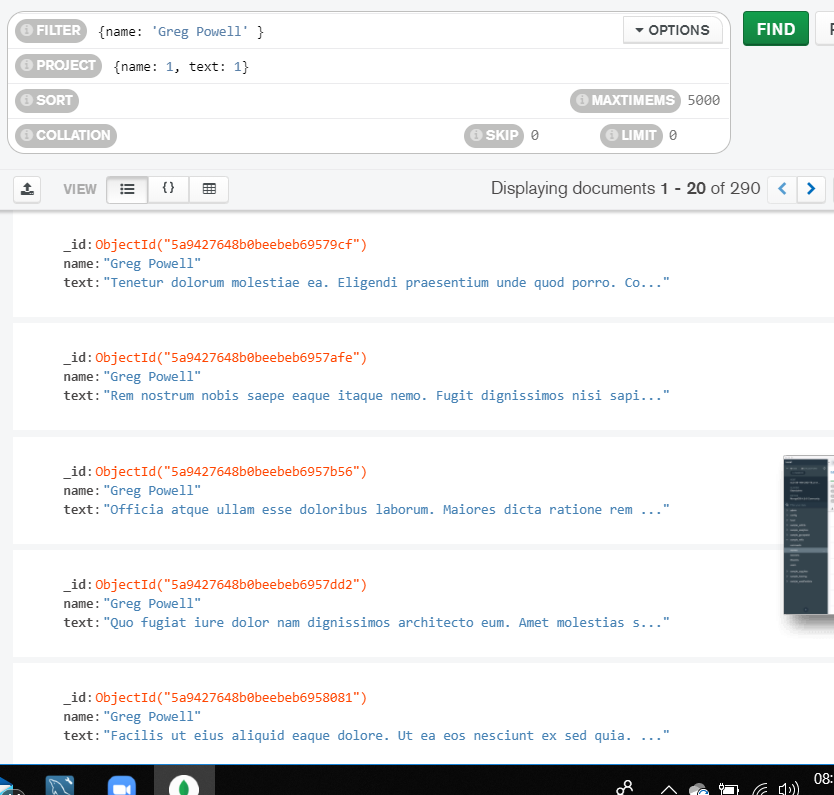 FILTER {name: 'Greg Powell' } OPTIONS FIND
PROJECT {name: 1, text: 1}
SORT MAXTIMEMS 5000
COLLATION SKIP 0 LIMIT 0
VIEW {} Displaying documents 1 - 20 of 290
_id:ObjectId("5a9427648b0beebeb69579cf")
name:"Greg Powell"
text:"Tenetur dolorum molestiae ea. Eligendi praesentium unde quod porro. Co..."
_id:ObjectId("5a9427648b0beebeb6957afe")
name:"Greg Powell"
text:"Rem nostrum nobis saepe eaque itaque nemo. Fugit dignissimos nisi sapi..."
_id:ObjectId("5a9427648b0beebeb6957b56")
name:"Greg Powell"
text:"Officia atque ullam esse doloribus laborum. Maiores dicta ratione rem ..."
_id:ObjectId("5a9427648b0beebeb6957dd2")
name:"Greg Powell"
text:"Quo fugiat iure dolor nam dignissimos architecto eum. Amet molestias s..."
_id:ObjectId("5a9427648b0beebeb6958081")
name:"Greg Powell"
text:"Facilis ut eius aliquid eaque dolore. Ut ea eos nesciunt ex sed quia. ..."
08: